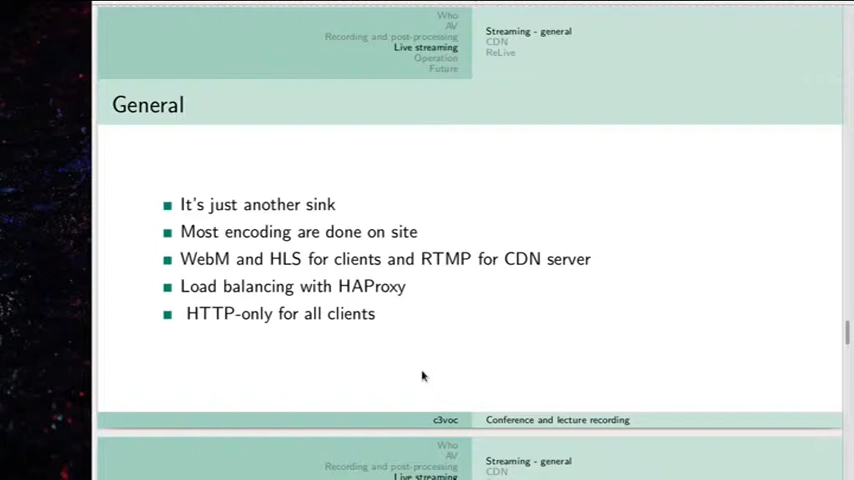 Who
AV
Recording and post-processing
Live streaming
Operation
Future
Streaming - general
CDN
ReLive
General
It's just another sink
Most encoding are done on site
WebM and HLS for clients and RTMP for CDN server
Load balancing with HAProxy
HTTP-only for all clients
c3voc
Conference and lecture recording
Who
AV
Recording and post-processing
Live streaming
Streaming - general
CDN